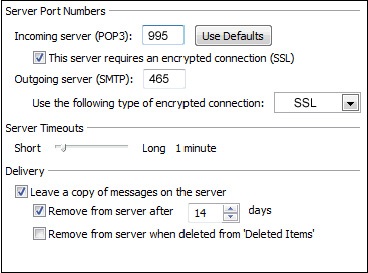 Server Port Numbers
Incoming server (POP3): 995 Use Defaults
This server requires an encrypted connection (SSL)
Outgoing server (SMTP): 465
Use the following type of encrypted connection: SSL
Server Timeouts
Short Long 1 minute
Delivery
Leave a copy of messages on the server
Remove from server after 14 days
Remove from server when deleted from 'Deleted Items'